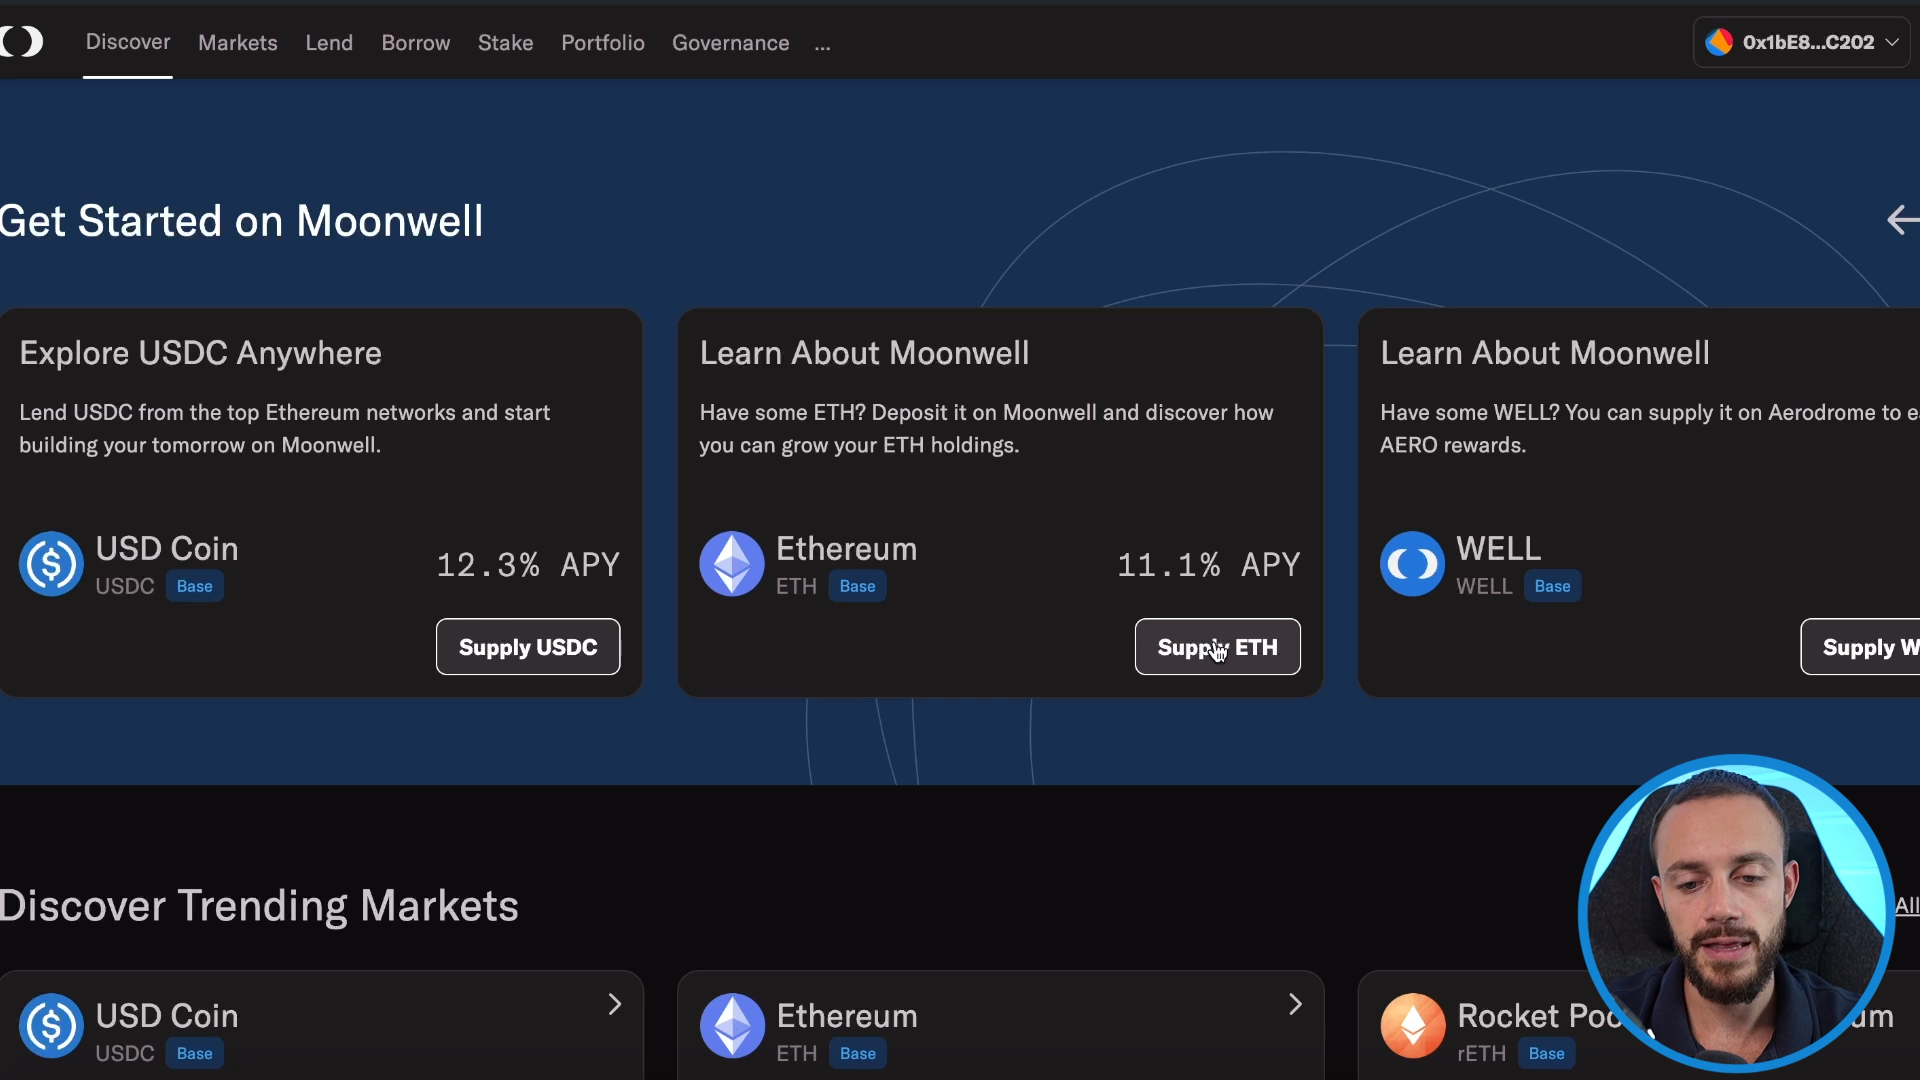 Discover Markets Lend Borrow Stake Portfolio Governance ...
0x1bE8...C202
Get Started on Moonwell
Explore USDC Anywhere
Lend USDC from the top Ethereum networks and start
building your tomorrow on Moonwell.
USD Coin
USDC Base
12.3% APY
Supply USDC
Learn About Moonwell
Have some ETH? Deposit it on Moonwell and discover how
you can grow your ETH holdings.
Ethereum
ETH Base
11.1% APY
Supply ETH
Learn About Moonwell
Have some WELL? You can supply it on Aerodrome to
AERO rewards.
WELL
WELL Base
Supply
Discover Trending Markets
All
USD Coin
USDC Base
Ethereum
ETH Base
Rocket
rETH Base